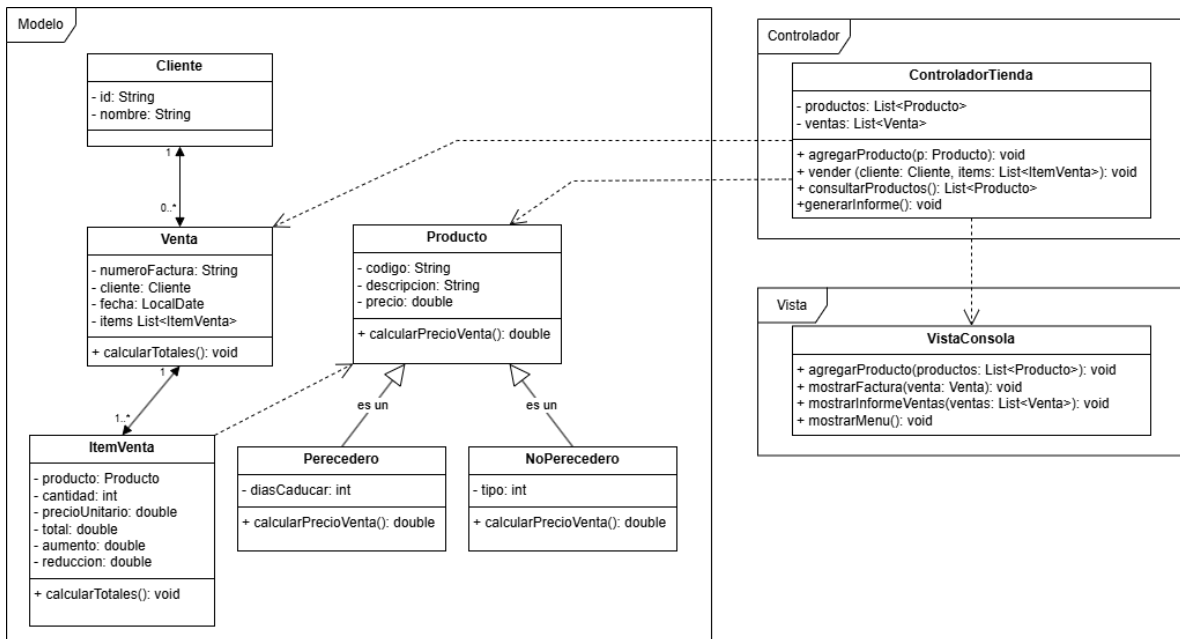 Modelo
Cliente
- id: String
- nombre: String
1
0..*
Venta
- numeroFactura: String
- cliente: Cliente
- fecha: LocalDate
- items List<ItemVenta>
+ calcularTotales(): void
1
1..*
ItemVenta
- producto: Producto
- cantidad: int
- precioUnitario: double
- total: double
- aumento: double
- reduccion: double
+ calcularTotales(): void
Producto
- codigo: String
- descripcion: String
- precio: double
+ calcularPrecioVenta(): double
es un
es un
Perecedero
- diasCaducar: int
+ calcularPrecioVenta(): double
NoPerecedero
- tipo: int
+ calcularPrecioVenta(): double
Controlador
ControladorTienda
- productos: List<Producto>
- ventas: List<Venta>
+ agregarProducto(p: Producto): void
+ vender (cliente: Cliente, items: List<ItemVenta>): void
+ consultarProductos(): List<Producto>
+generarInforme(): void
Vista
VistaConsola
+ agregarProducto(productos: List<Producto>): void
+ mostrarFactura(venta: Venta): void
+ mostrarInformeVentas(ventas: List<Venta>): void
+ mostrarMenu(): void